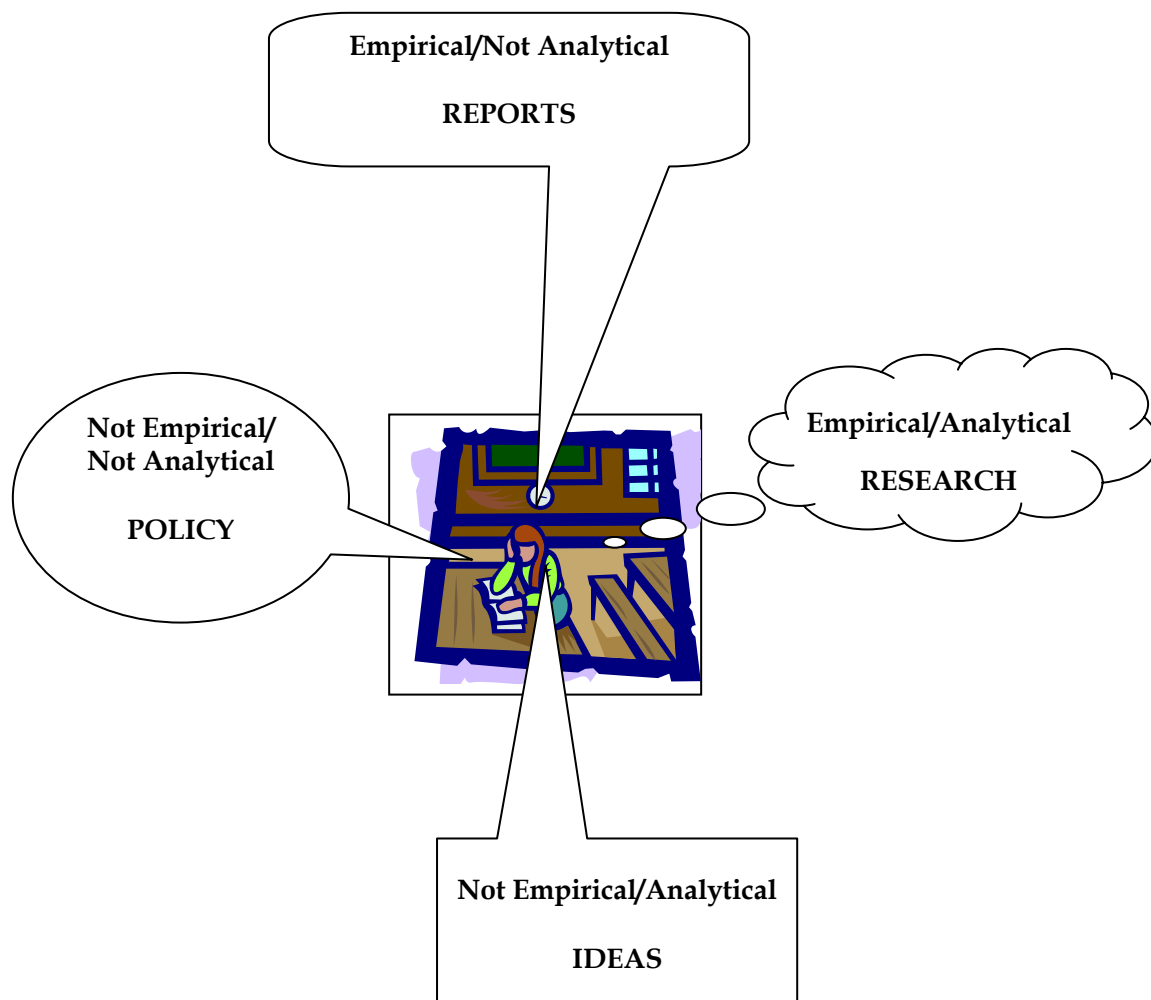 Empirical/Not Analytical
REPORTS
Not Empirical/
Not Analytical
POLICY
Empirical/Analytical
RESEARCH
Not Empirical/Analytical
IDEAS